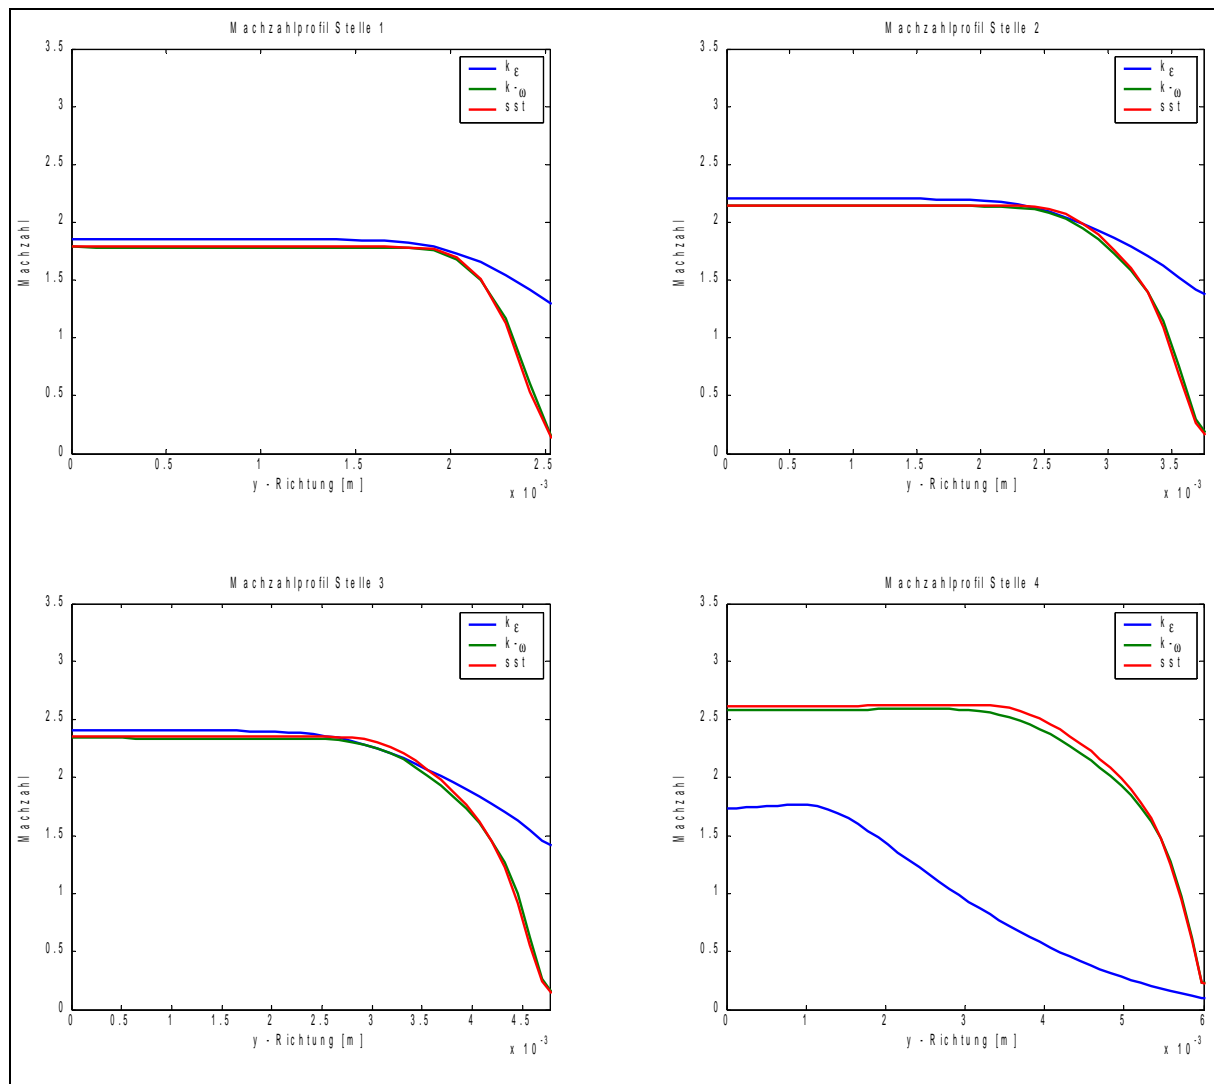 Machzahlprofil Stelle 1
3.5
3
2.5
2
1.5
1
0.5
0
Machzahl
kε
k-ω
sst
0 0.5 1 1.5 2 2.5
y - Richtung [m]
x 10-3
Machzahlprofil Stelle 2
3.5
3
2.5
2
1.5
1
0.5
0
Machzahl
kε
k-ω
sst
0 0.5 1 1.5 2 2.5 3 3.5
y - Richtung [m]
x 10-3
Machzahlprofil Stelle 3
3.5
3
2.5
2
1.5
1
0.5
0
Machzahl
kε
k-ω
sst
0 0.5 1 1.5 2 2.5 3 3.5 4 4.5
y - Richtung [m]
x 10-3
Machzahlprofil Stelle 4
3.5
3
2.5
2
1.5
1
0.5
0
Machzahl
kε
k-ω
sst
0 1 2 3 4 5 6
y - Richtung [m]
x 10-3